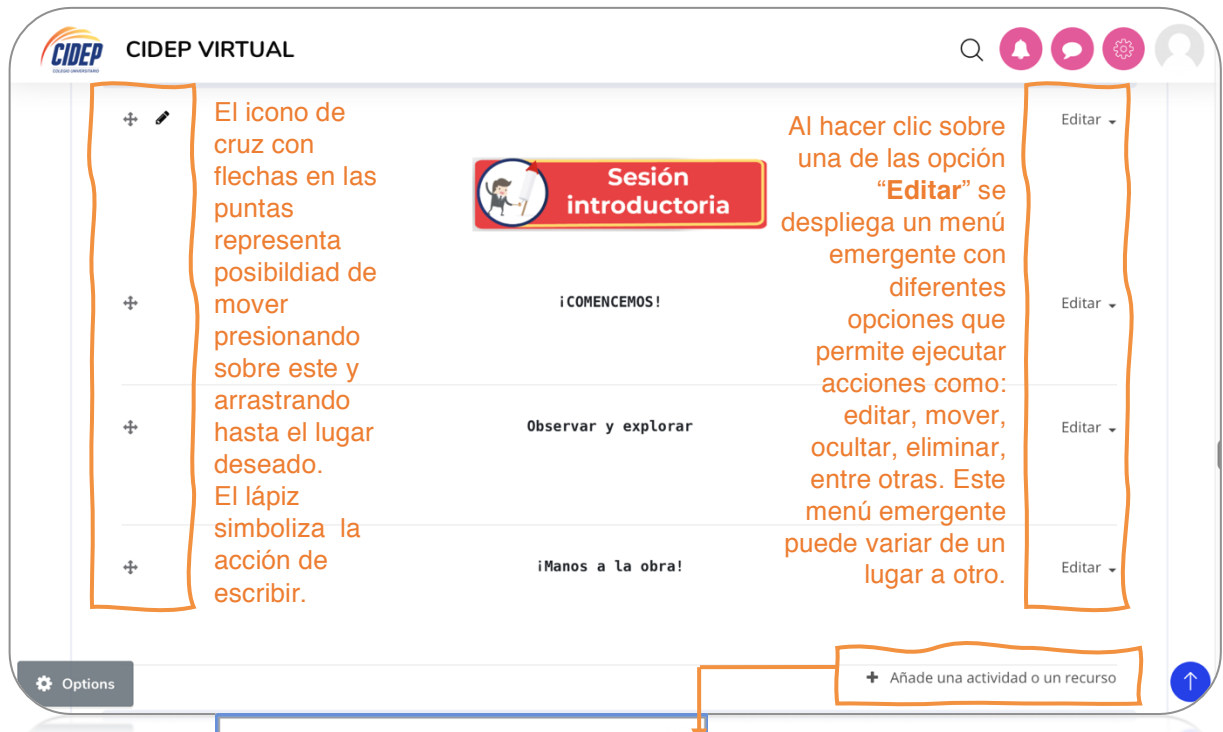 CIDEP
COLEGIO UNIVERSITARIO
CIDEP VIRTUAL
El icono de
cruz con
flechas en las
puntas
representa
posibildiad de
mover
presionando
sobre este y
arrastrando
hasta el lugar
deseado.
El lápiz
simboliza la
acción de
escribir.
Sesión
introductoria
¡COMENCEMOS!
Observar y explorar
¡Manos a la obra!
Al hacer clic sobre
una de las opción
“Editar” se
despliega un menú
emergente con
diferentes
opciones que
permite ejecutar
acciones como:
editar, mover,
ocultar, eliminar,
entre otras. Este
menú emergente
puede variar de un
lugar a otro.
Editar
Editar
Editar
Editar
Options
Añade una actividad o un recurso